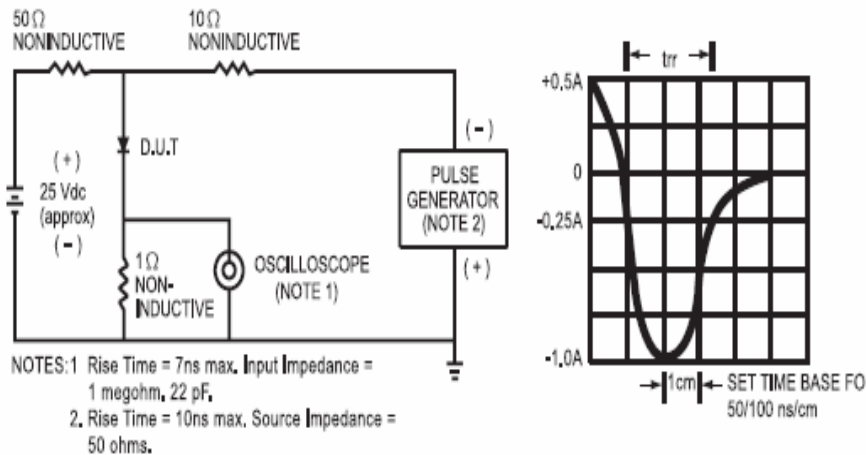 50Ω
NONINDUCTIVE
10Ω
NONINDUCTIVE
D.U.T
(+)
25 Vdc
(approx)
(−)
1Ω
NON-
INDUCTIVE
OSCILLOSCOPE
(NOTE 1)
(−)
PULSE
GENERATOR
(NOTE 2)
(+)
trr
+0.5A
0
-0.25A
-1.0A
1cm
SET TIME BASE FO
50/100 ns/cm
NOTES:1 Rise Time = 7ns max. Input Impedance =
1 megohm. 22 pF.
2. Rise Time = 10ns max. Source Impedance =
50 ohms.